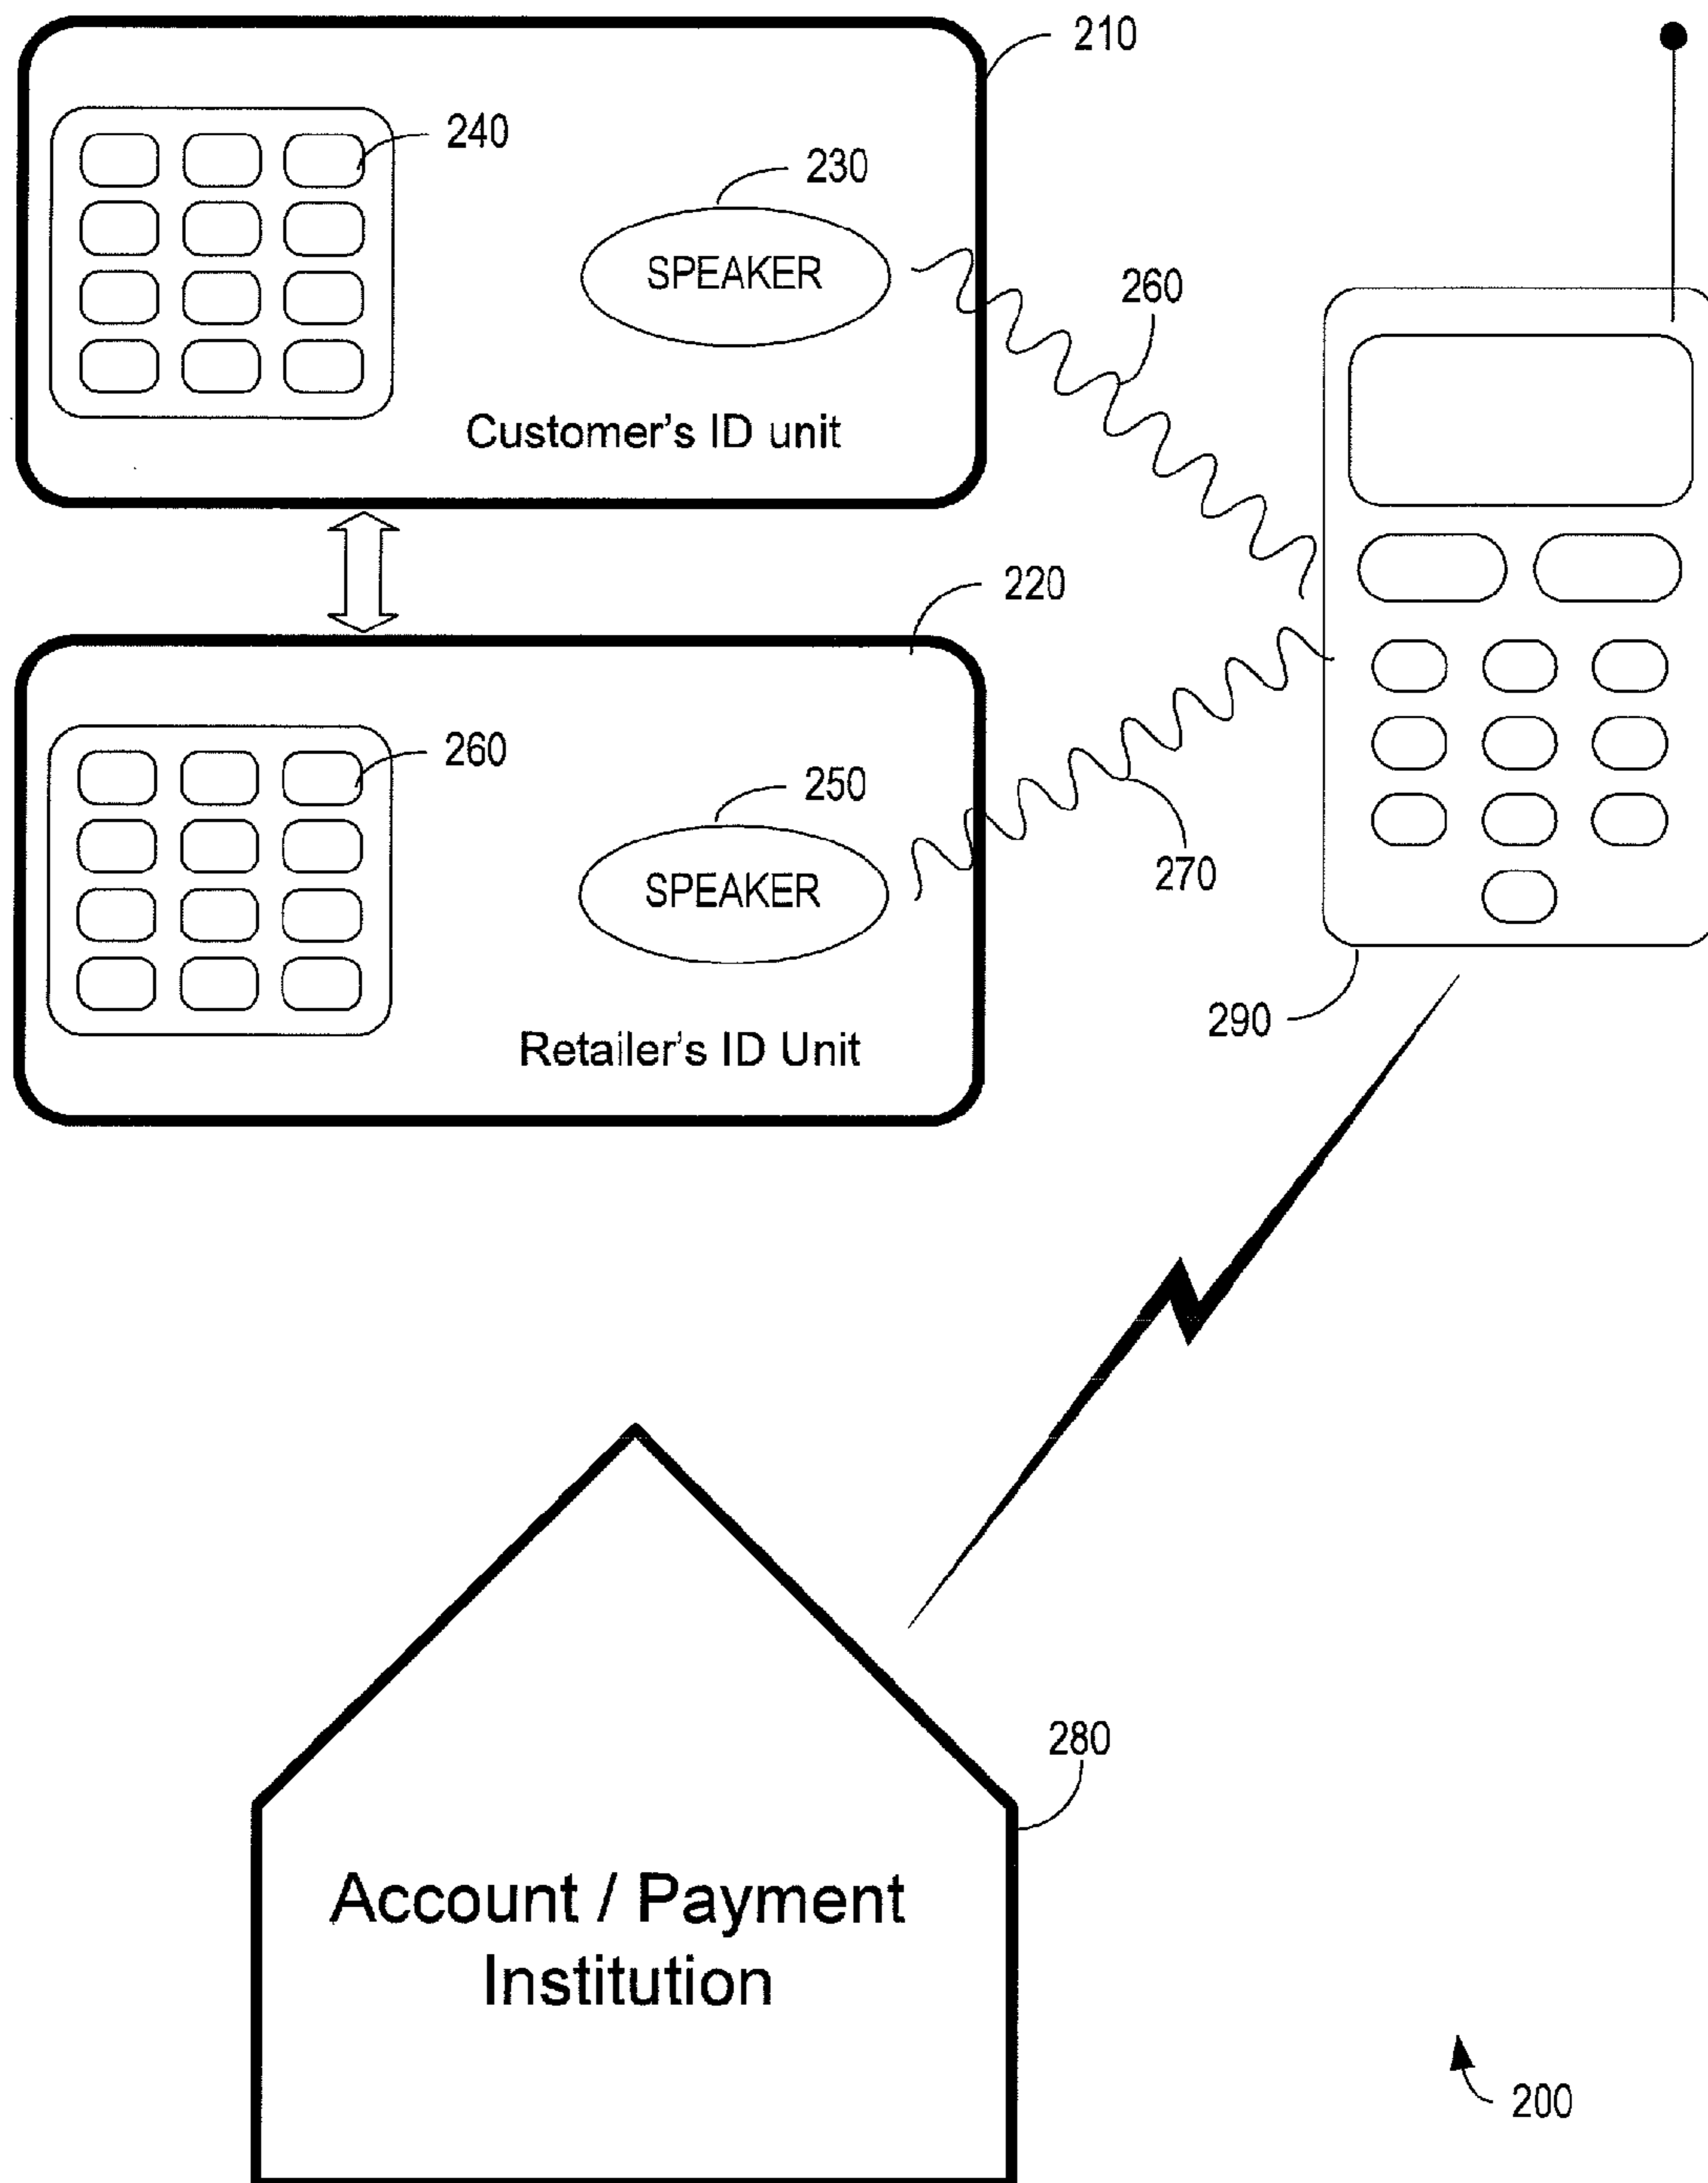 210
240
230
SPEAKER
260
Customer's ID unit
220
260
250
SPEAKER
270
Retailer's ID Unit
290
280
Account / Payment
Institution
200